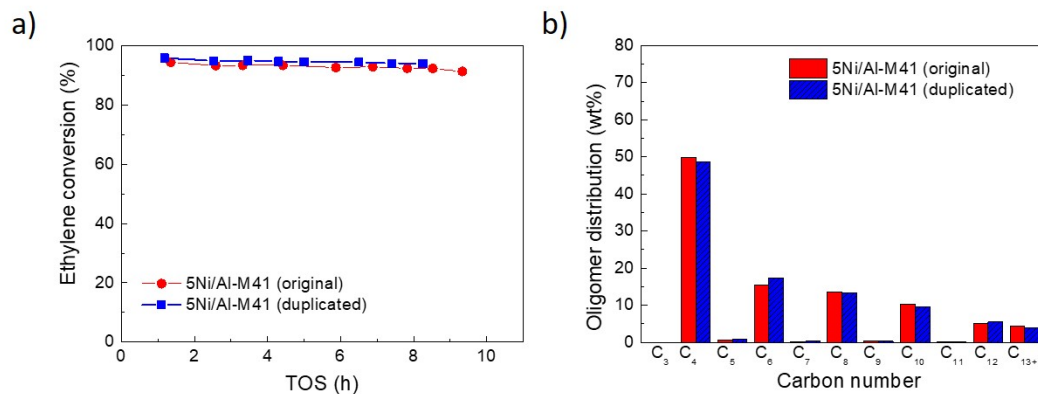 a)
Ethylene conversion (%)
100
80
60
40
20
0
5Ni/Al-M41 (original)
5Ni/Al-M41 (duplicated)
0 2 4 6 8 10
TOS (h)
b)
Oligomer distribution (wt%)
80
70
60
50
40
30
20
10
0
5Ni/Al-M41 (original)
5Ni/Al-M41 (duplicated)
C₃ C₄ C₅ C₆ C₇ C₈ C₉ C₁₀ C₁₁ C₁₂ C₁₃₊
Carbon number